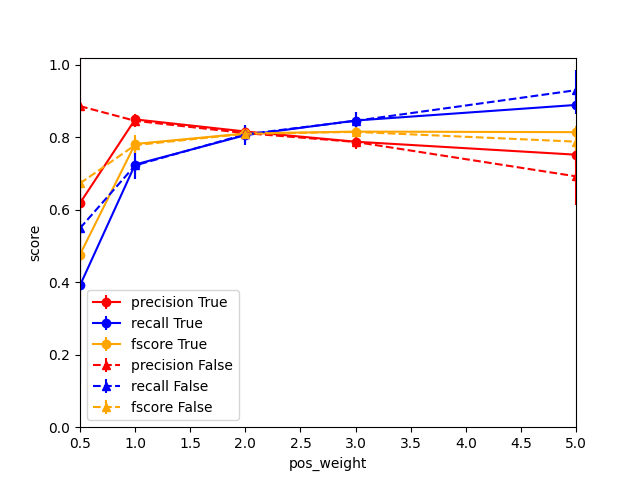 1.0
0.8
0.6
0.4
0.2
0.0
score
precision True
recall True
fscore True
precision False
recall False
fscore False
0.5 1.0 1.5 2.0 2.5 3.0 3.5 4.0 4.5 5.0
pos_weight